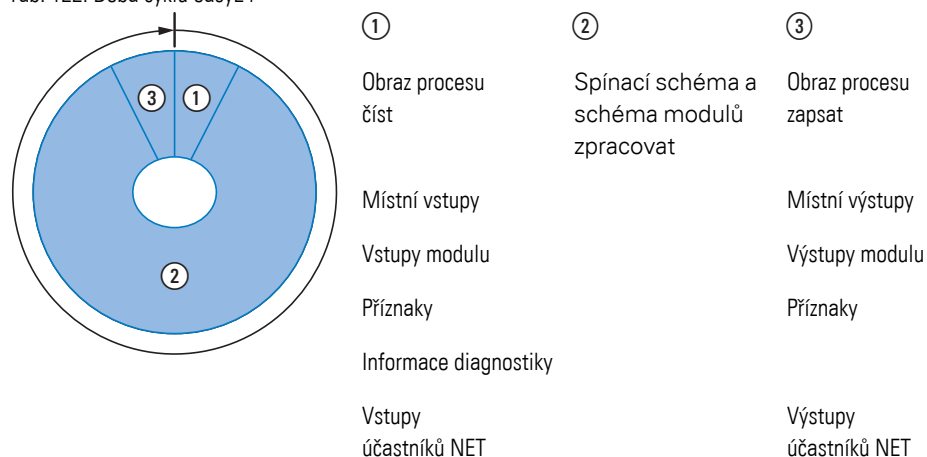 Tab. 122: Doba cyklu easyE4
③ ①
②
① ② ③
Obraz procesu
číst
Spínací schéma a
schéma modulů
zpracovat
Obraz procesu
zapsat
Místní vstupy
Místní výstupy
Vstupy modulu
Výstupy modulu
Příznaky
Příznaky
Informace diagnostiky
Vstupy
účastníků NET
Výstupy
účastníků NET